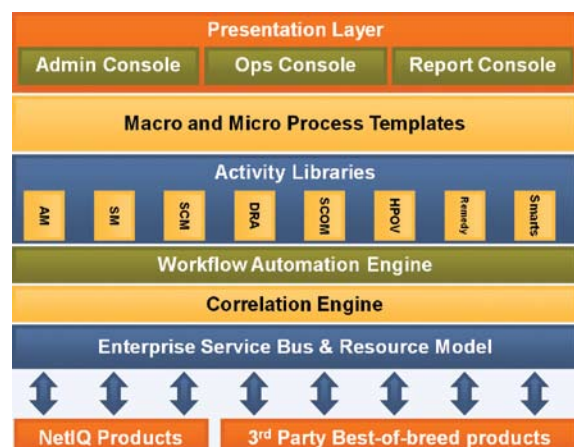 Presentation Layer
Admin Console
Ops Console
Report Console
Macro and Micro Process Templates
Activity Libraries
AM
SM
SCM
DRA
SCOM
HPOV
Remedy
Smarts
Workflow Automation Engine
Correlation Engine
Enterprise Service Bus & Resource Model
NetIQ Products
3rd Party Best-of-breed products